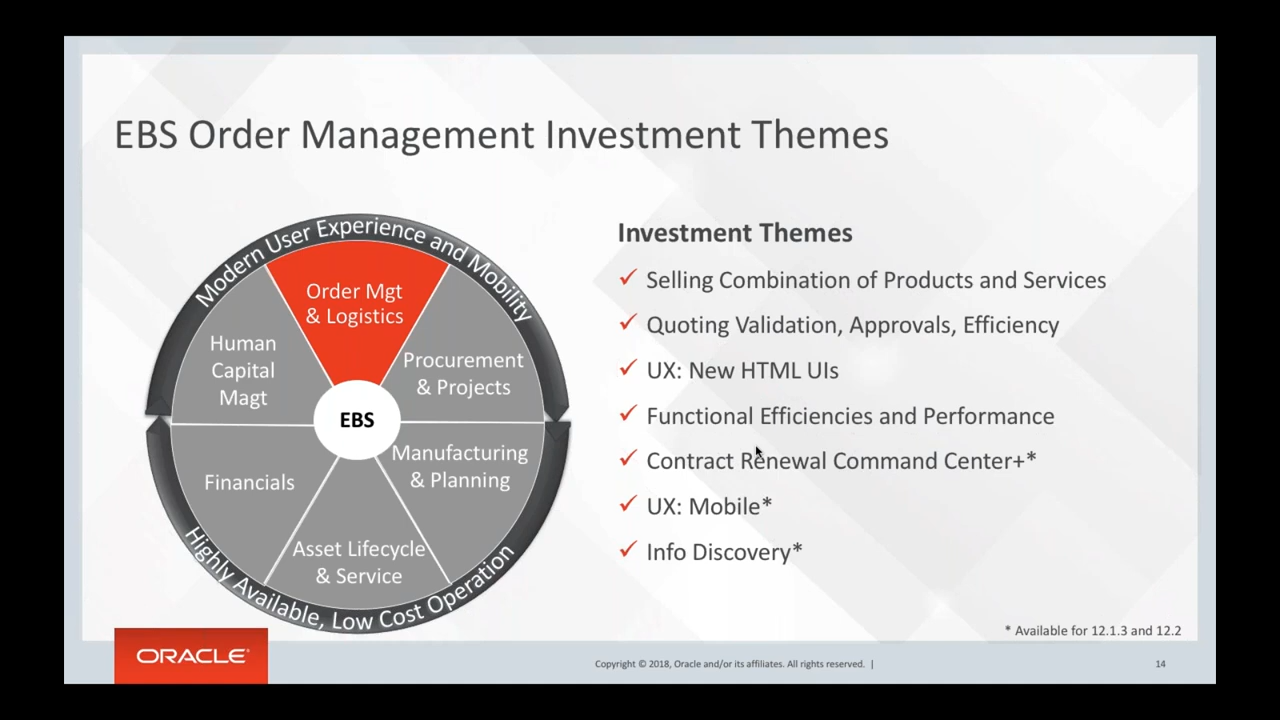 EBS Order Management Investment Themes
Modern User Experience and Mobility
Order Mgt
& Logistics
Human
Capital
Magt
Procurement
& Projects
EBS
Manufacturing
& Planning
Financials
Asset Lifecycle
& Service
Highly Available, Low Cost Operation
Investment Themes
Selling Combination of Products and Services
Quoting Validation, Approvals, Efficiency
UX: New HTML UIs
Functional Efficiencies and Performance
Contract Renewal Command Center+*
UX: Mobile*
Info Discovery*
* Available for 12.1.3 and 12.2
ORACLE®
Copyright © 2018, Oracle and/or its affiliates. All rights reserved. |
14